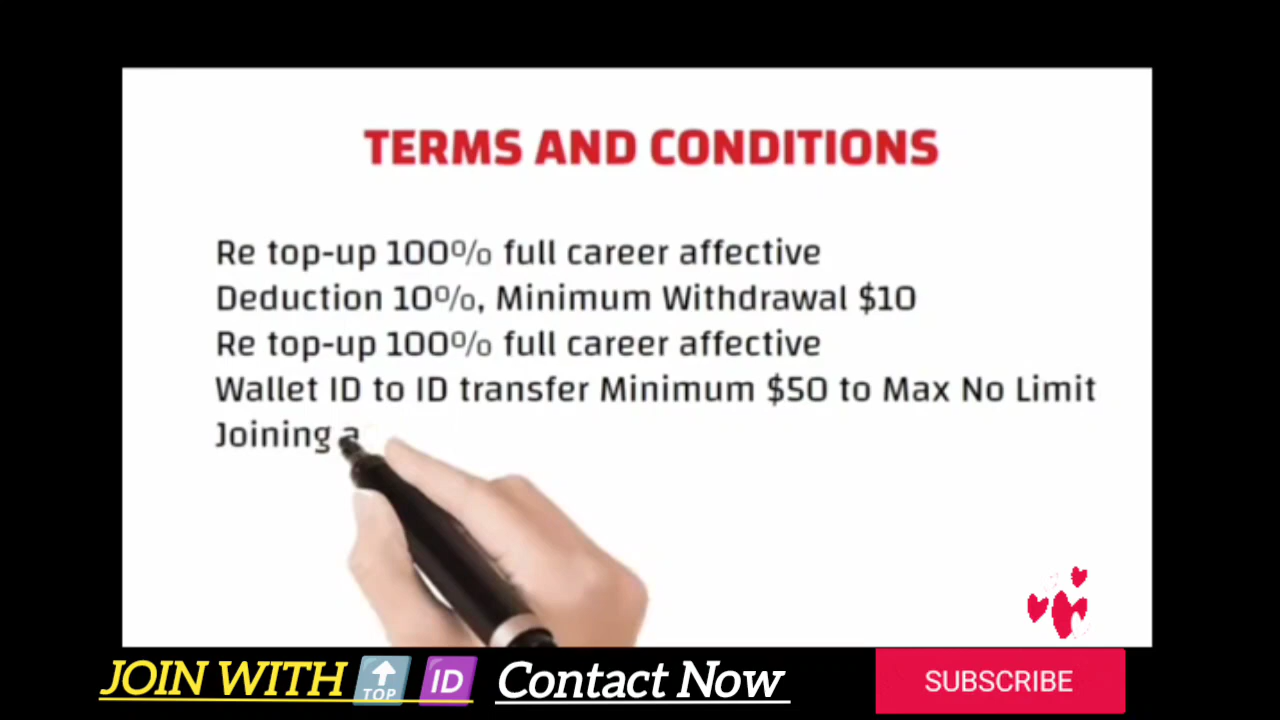 TERMS AND CONDITIONS
Re top-up 100% full career affective
Deduction 10%, Minimum Withdrawal $10
Re top-up 100% full career affective
Wallet ID to ID transfer Minimum $50 to Max No Limit
Joining a
JOIN WITH 🔝 🆔 Contact Now
SUBSCRIBE